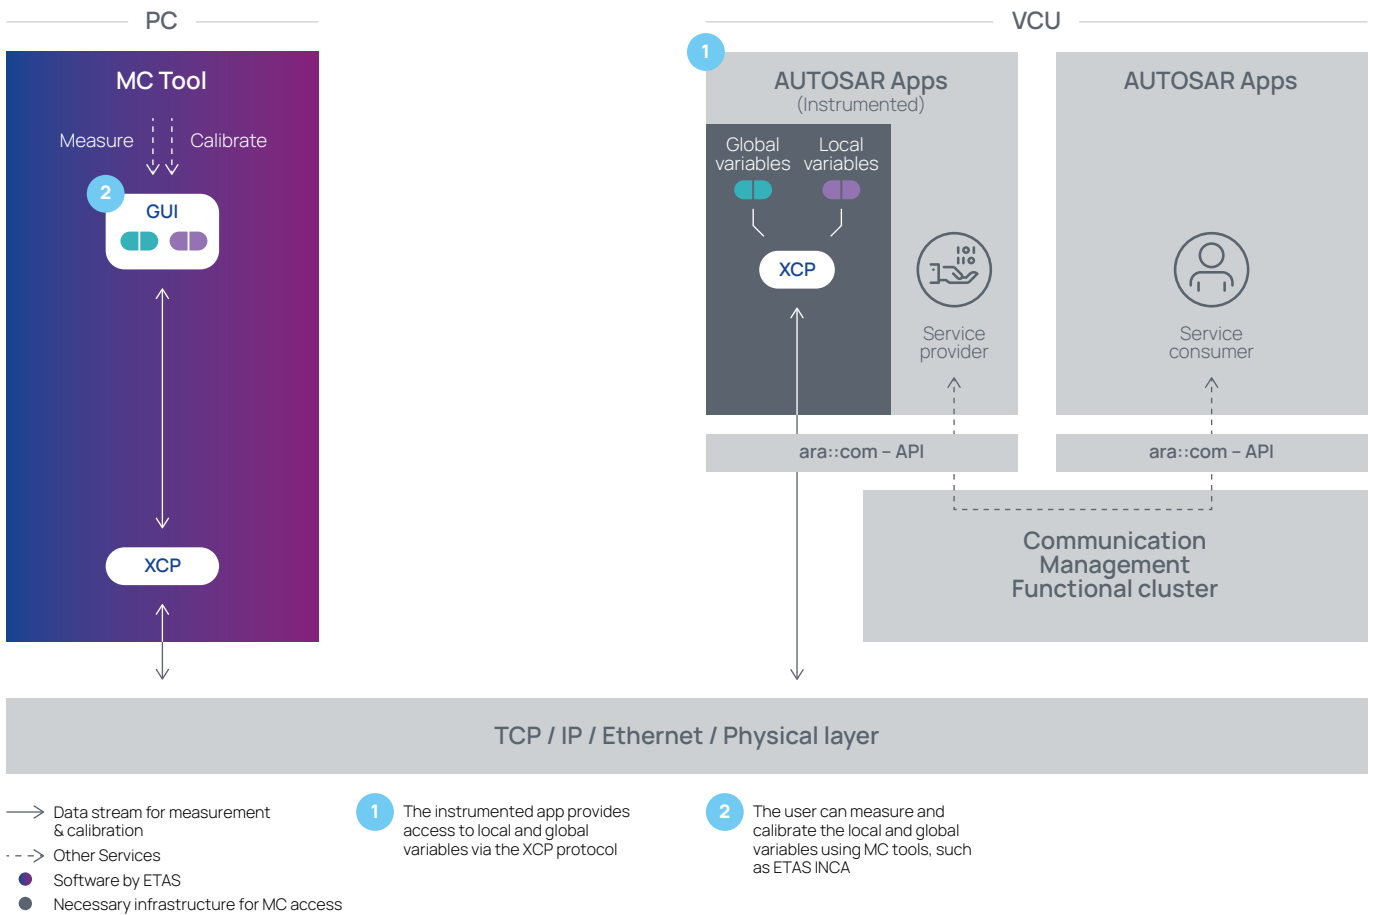 PC
VCU
1
MC Tool
AUTOSAR Apps
(Instrumented)
AUTOSAR Apps
Measure
Calibrate
Global
variables
Local
variables
2
GUI
XCP
Service
provider
Service
consumer
ara::com – API
ara::com – API
XCP
Communication
Management
Functional cluster
TCP / IP / Ethernet / Physical layer
Data stream for measurement
& calibration
Other Services
Software by ETAS
Necessary infrastructure for MC access
1
The instrumented app provides
access to local and global
variables via the XCP protocol
2
The user can measure and
calibrate the local and global
variables using MC tools, such
as ETAS INCA